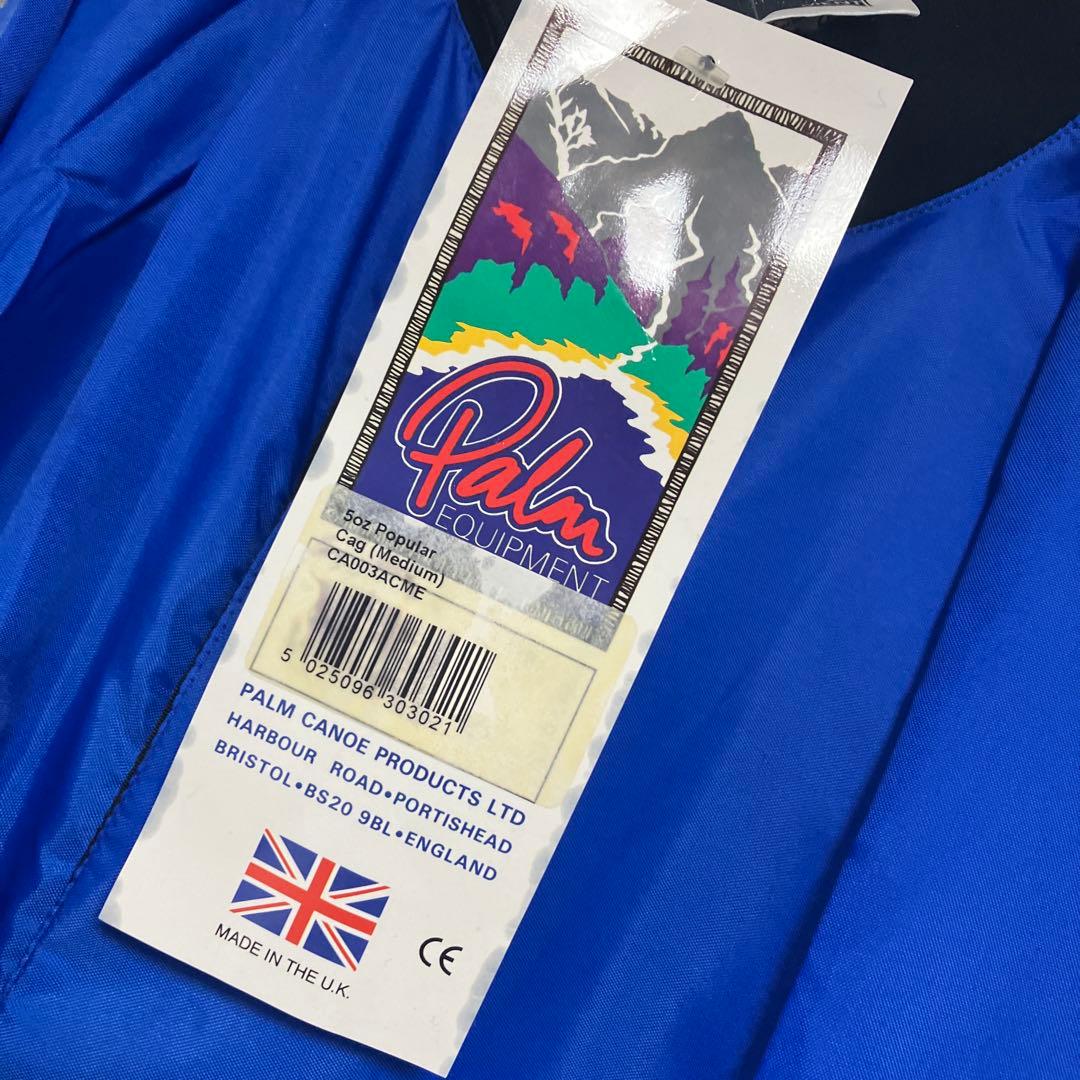 Palm
EQUIPMENT
5oz Popular
Cag (Medium)
CA003ACME
5 025096 303021
PALM CANOE PRODUCTS LTD
HARBOUR ROAD•PORTISHEAD
BRISTOL•BS20 9BL•ENGLAND
MADE IN THE U.K.
CE